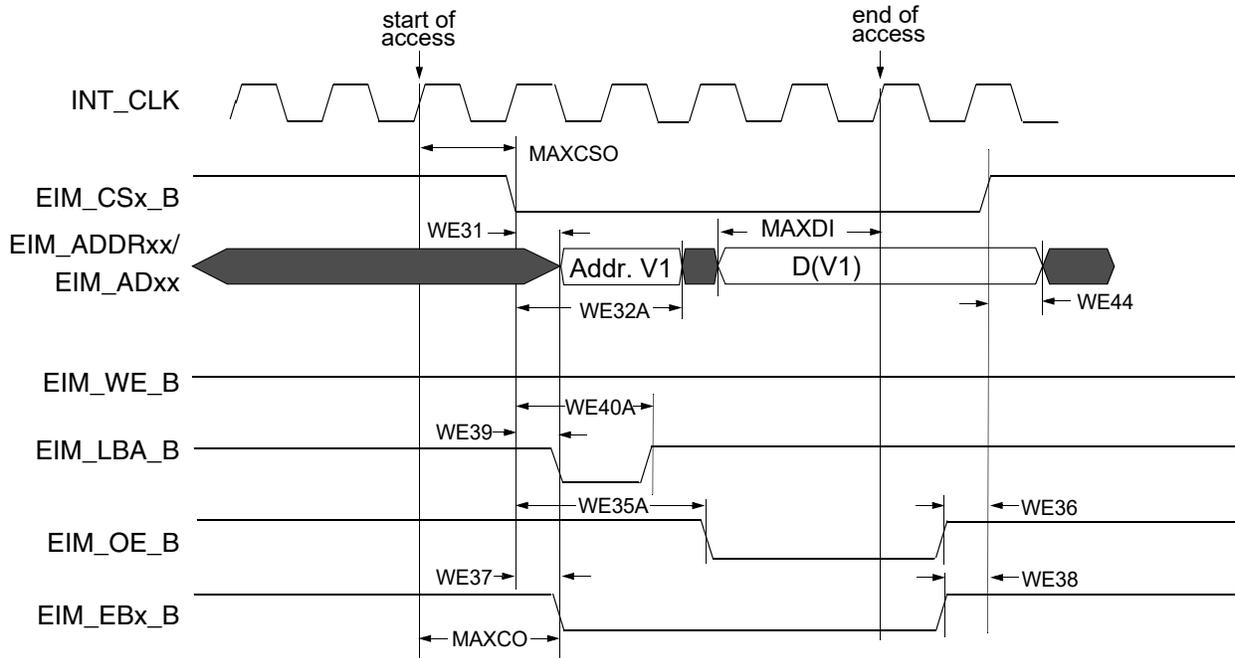 start of
access
end of
access
INT_CLK
MAXCSO
EIM_CSx_B
WE31
MAXDI
EIM_ADDRxx/
EIM_ADxx
Addr. V1
D(V1)
WE32A
WE44
EIM_WE_B
WE40A
WE39
EIM_LBA_B
WE35A
WE36
EIM_OE_B
WE37
WE38
EIM_EBx_B
MAXCO